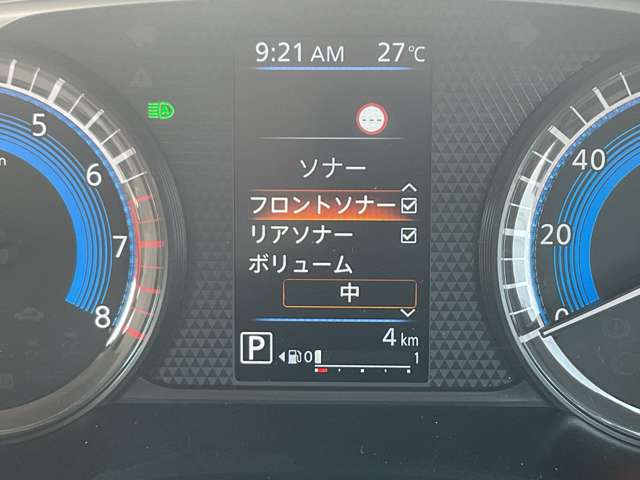 9:21 AM 27℃
ソナー
フロントソナー
リアソナー
ボリューム
中
4 km
P 0 1
5
6
7
8
40
20
0